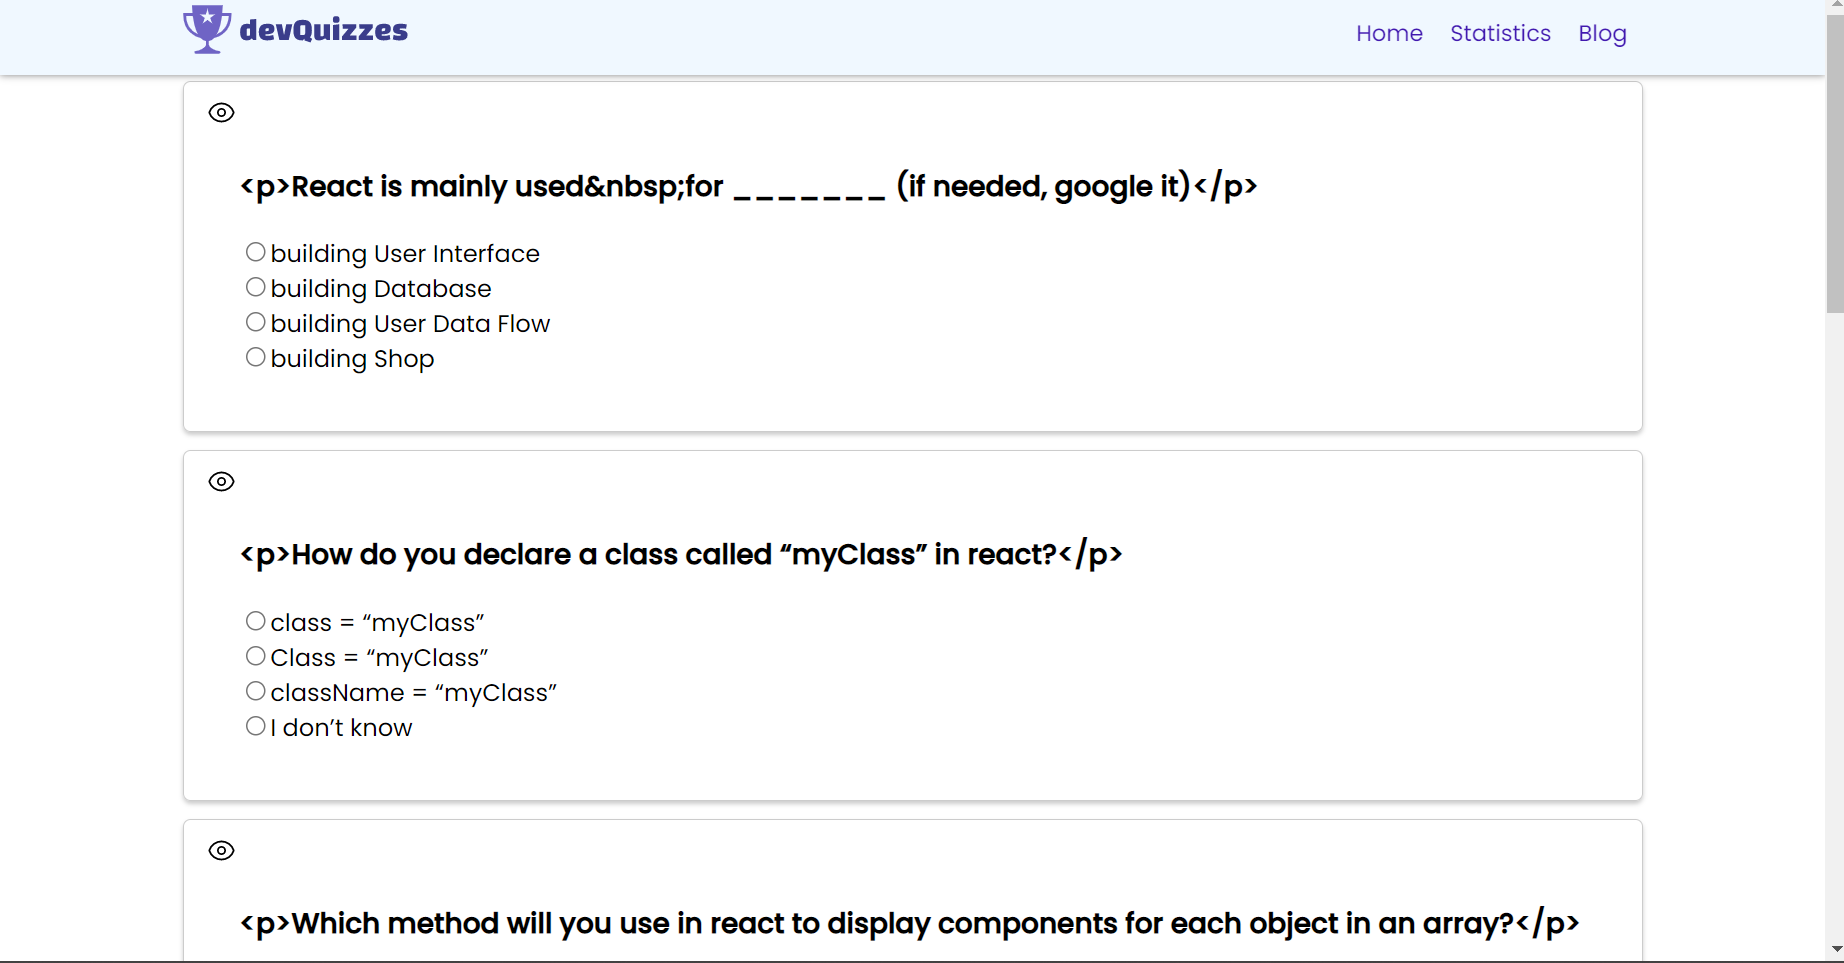 devQuizzes
Home Statistics Blog
<p>React is mainly used&nbsp;for _______ (if needed, google it)</p>
building User Interface
building Database
building User Data Flow
building Shop
<p>How do you declare a class called “myClass” in react?</p>
class = “myClass”
Class = “myClass”
className = “myClass”
I don’t know
<p>Which method will you use in react to display components for each object in an array?</p>